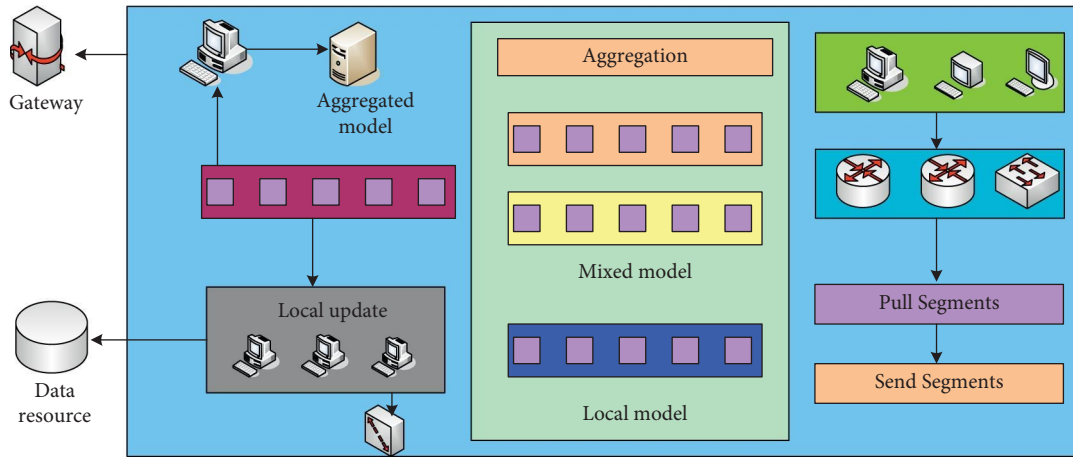 Gateway
Aggregated
model
Local update
Data
resource
Aggregation
Mixed model
Local model
Pull Segments
Send Segments